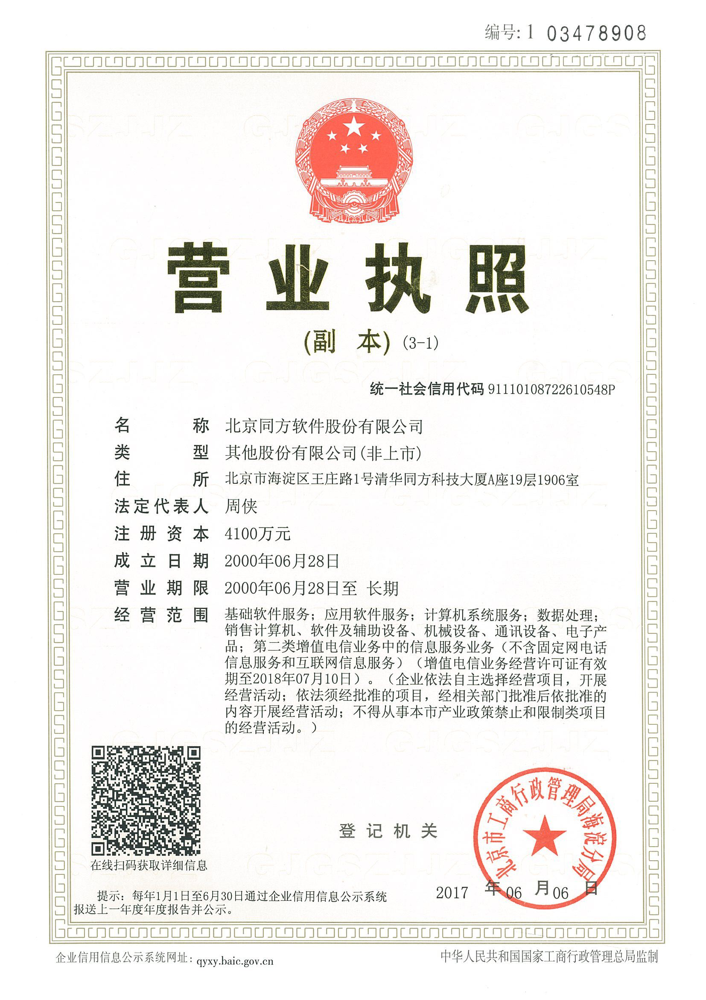 编号: 1 03478908
营业执照
(副 本) (3-1)
统一社会信用代码 91110108722610548P
名 称 北京同方软件股份有限公司
类 型 其他股份有限公司(非上市)
住 所 北京市海淀区王庄路1号清华同方科技大厦A座19层1906室
法定代表人 周侠
注册资本 4100万元
成立日期 2000年06月28日
营业期限 2000年06月28日至 长期
经营范围 基础软件服务；应用软件服务；计算机系统服务；数据处理；
销售计算机、软件及辅助设备、机械设备、通讯设备、电子产
品；第二类增值电信业务中的信息服务业务（不含固定网电话
信息服务和互联网信息服务）（增值电信业务经营许可证有效
期至2018年07月10日）。（企业依法自主选择经营项目，开展
经营活动；依法须经批准的项目，经相关部门批准后依批准的
内容开展经营活动；不得从事本市产业政策禁止和限制类项目
的经营活动。）
在线扫码获取详细信息
登记机关
北京市工商行政管理局海淀分局
2017 年 06 月 06 日
提示：每年1月1日至6月30日通过企业信用信息公示系统
报送上一年度年度报告并公示。
企业信用信息公示系统网址：qyxy.baic.gov.cn
中华人民共和国国家工商行政管理总局监制